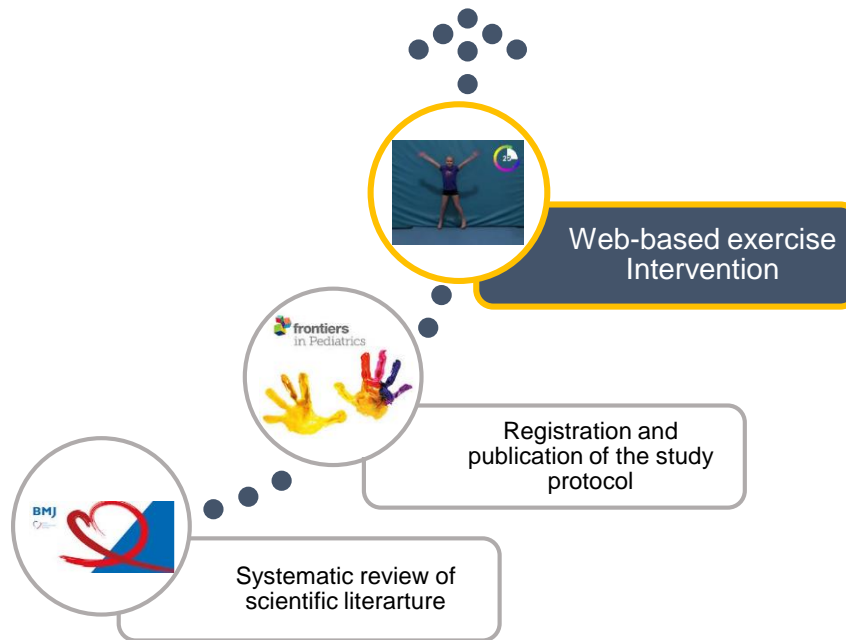 25
Web-based exercise
Intervention
frontiers
in Pediatrics
Registration and
publication of the study
protocol
BMJ
Systematic review of
scientific literarture